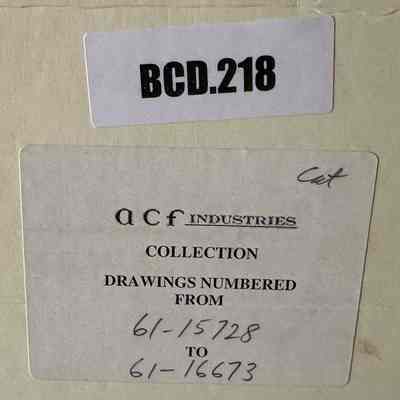 BCD.218
Cat
acf INDUSTRIES
COLLECTION
DRAWINGS NUMBERED
FROM
61-15728
TO
61-16673